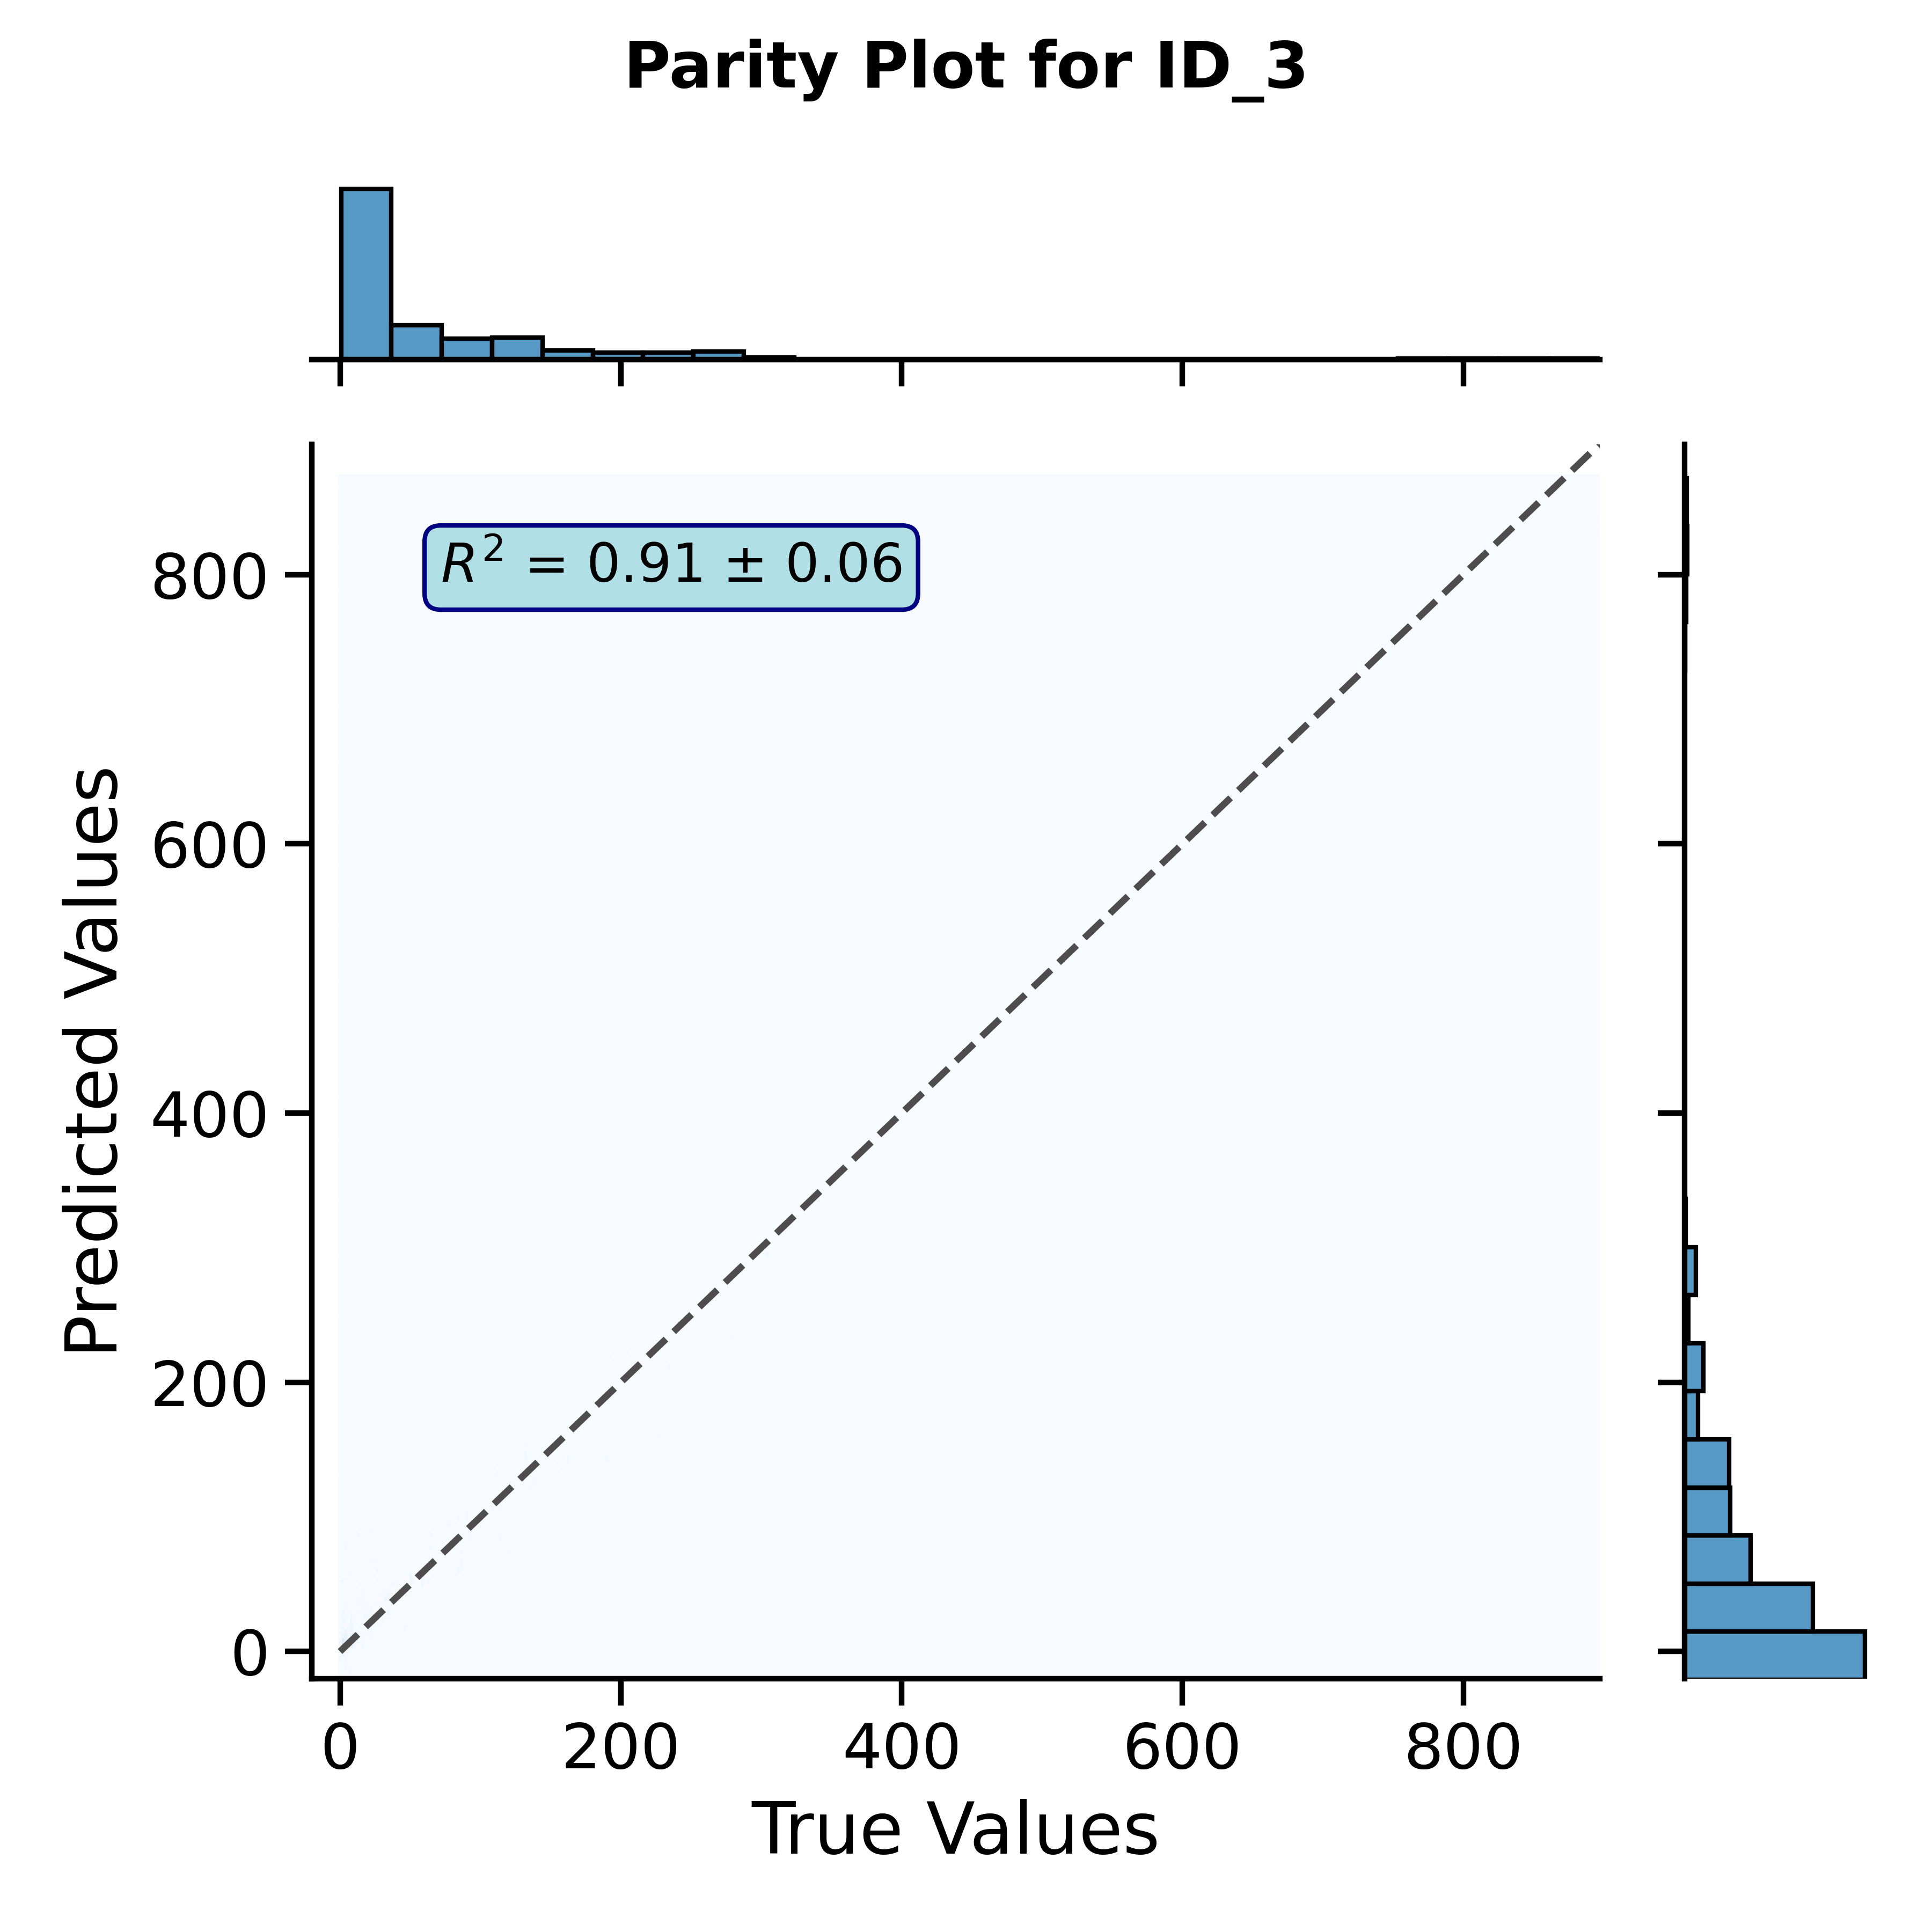 Parity Plot for ID_3
R² = 0.91 ± 0.06
Predicted Values
800
600
400
200
0
0 200 400 600 800
True Values